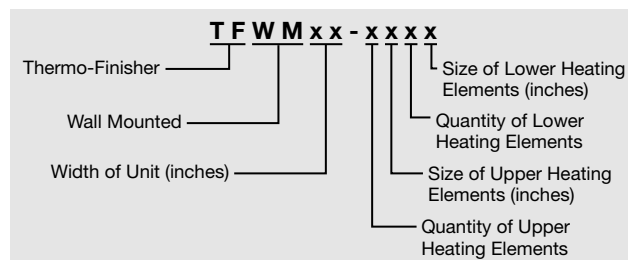 T F W M x x - x x x x
Thermo-Finisher
Wall Mounted
Width of Unit (inches)
Size of Lower Heating
Elements (inches)
Quantity of Lower
Heating Elements
Size of Upper Heating
Elements (inches)
Quantity of Upper
Heating Elements